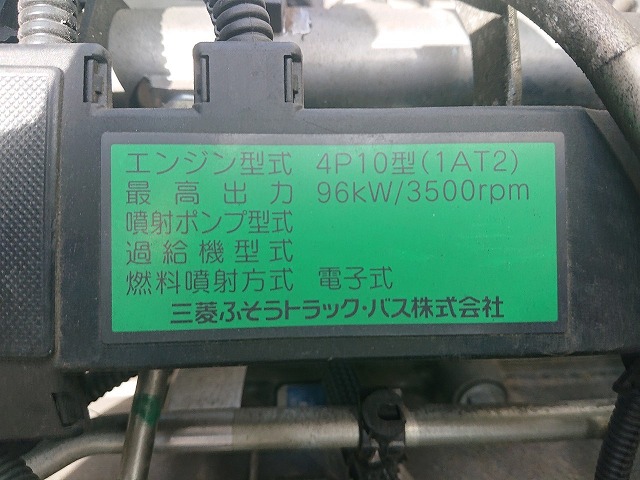 エンジン型式 4P10型(1AT2)
最高出力 96kW/3500rpm
噴射ポンプ型式
過給機型式
燃料噴射方式 電子式
三菱ふそうトラック・バス株式会社